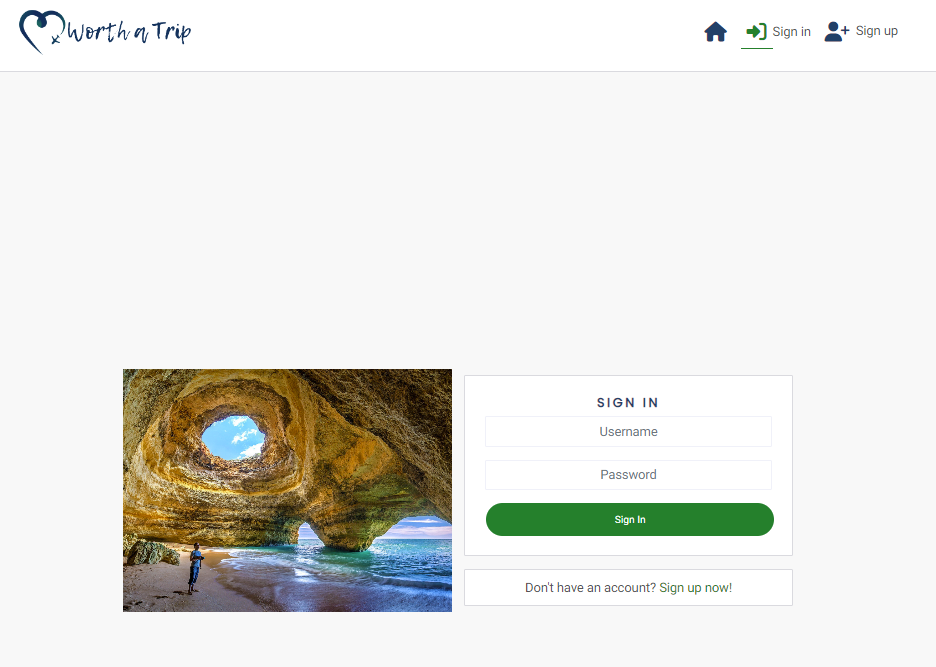 Worth a Trip
Sign in
Sign up
SIGN IN
Username
Password
Sign In
Don't have an account? Sign up now!